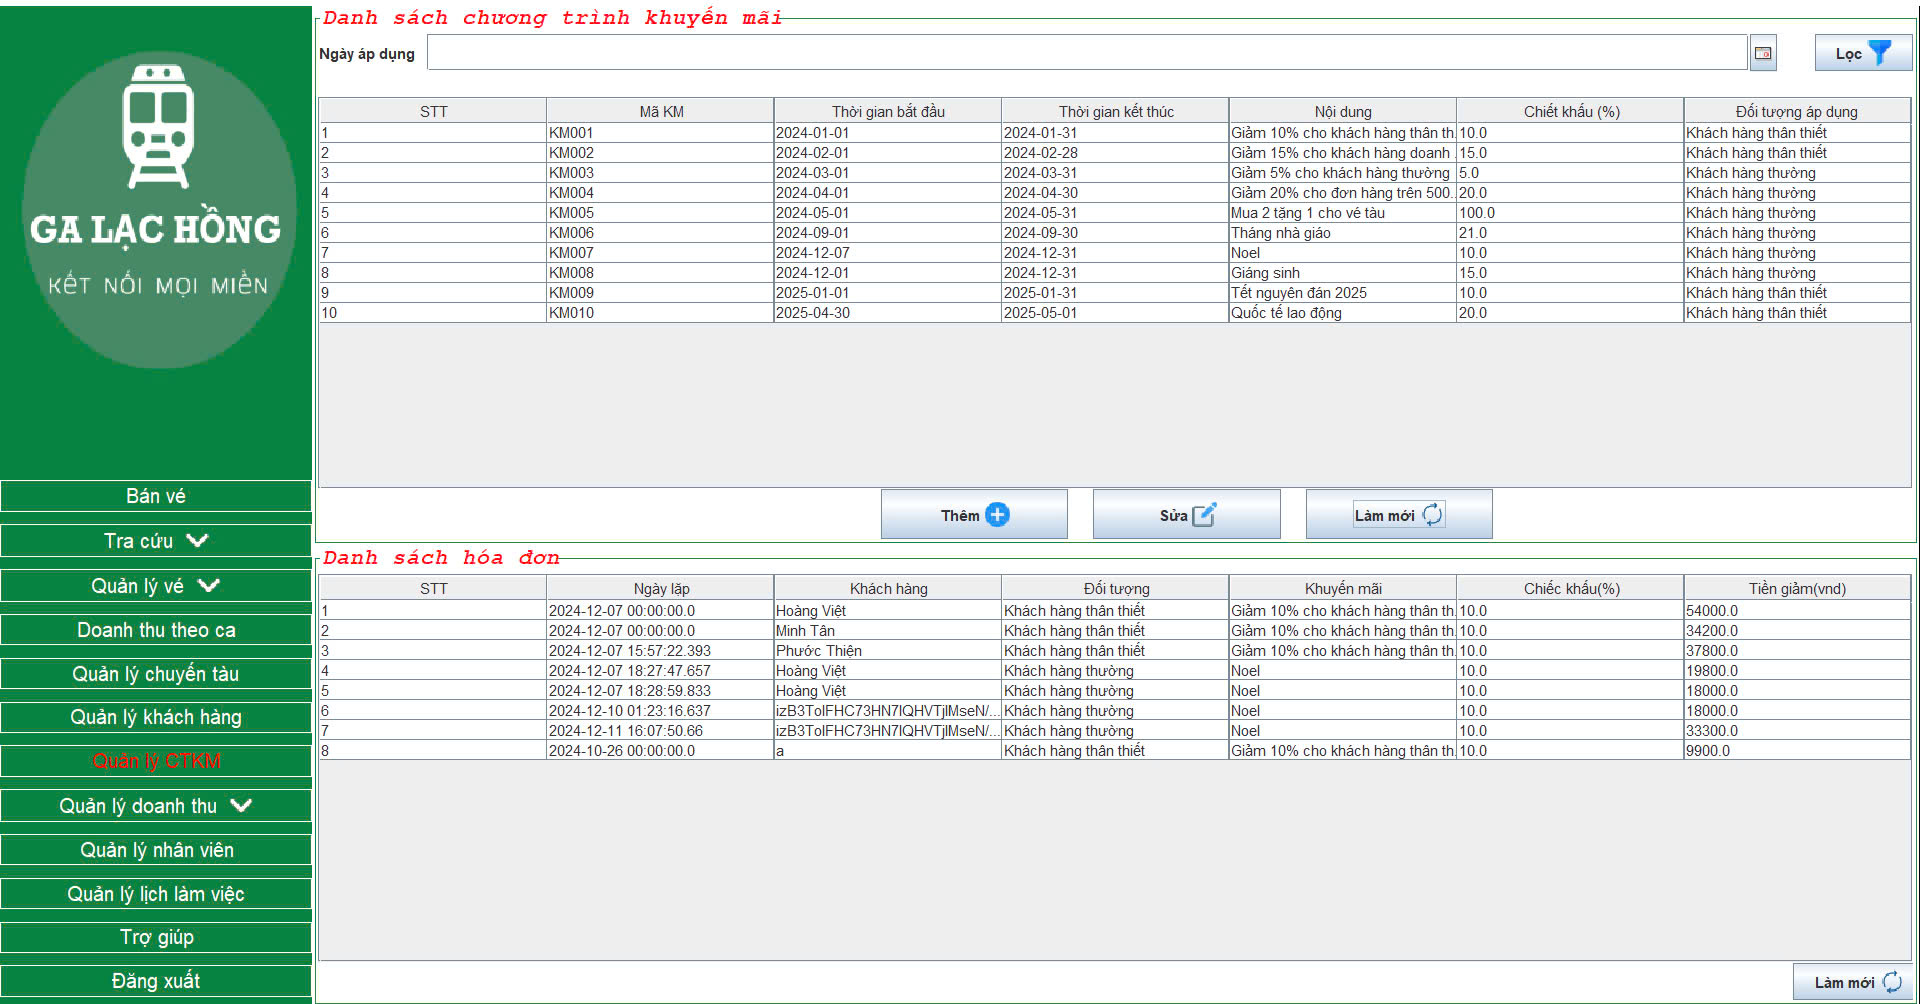 GA LẠC HỒNG
KẾT NỐI MỌI MIỀN
Bán vé
Tra cứu
Quản lý vé
Doanh thu theo ca
Quản lý chuyến tàu
Quản lý khách hàng
Quản lý CTKM
Quản lý doanh thu
Quản lý nhân viên
Quản lý lịch làm việc
Trợ giúp
Đăng xuất
Danh sách chương trình khuyến mãi
Ngày áp dụng Lọc
STT Mã KM Thời gian bắt đầu Thời gian kết thúc Nội dung Chiết khấu (%) Đối tượng áp dụng
1 KM001 2024-01-01 2024-01-31 Giảm 10% cho khách hàng thân th... 10.0 Khách hàng thân thiết
2 KM002 2024-02-01 2024-02-28 Giảm 15% cho khách hàng doanh ... 15.0 Khách hàng thân thiết
3 KM003 2024-03-01 2024-03-31 Giảm 5% cho khách hàng thường 5.0 Khách hàng thường
4 KM004 2024-04-01 2024-04-30 Giảm 20% cho đơn hàng trên 500... 20.0 Khách hàng thường
5 KM005 2024-05-01 2024-05-31 Mua 2 tặng 1 cho vé tàu 100.0 Khách hàng thường
6 KM006 2024-09-01 2024-09-30 Tháng nhà giáo 21.0 Khách hàng thường
7 KM007 2024-12-07 2024-12-31 Noel 10.0 Khách hàng thường
8 KM008 2024-12-01 2024-12-31 Giáng sinh 15.0 Khách hàng thường
9 KM009 2025-01-01 2025-01-31 Tết nguyên đán 2025 10.0 Khách hàng thân thiết
10 KM010 2025-04-30 2025-05-01 Quốc tế lao động 20.0 Khách hàng thân thiết
Thêm Sửa Làm mới
Danh sách hóa đơn
STT Ngày lập Khách hàng Đối tượng Khuyến mãi Chiếc khấu(%) Tiền giảm(vnd)
1 2024-12-07 00:00:00.0 Hoàng Việt Khách hàng thân thiết Giảm 10% cho khách hàng thân th... 10.0 54000.0
2 2024-12-07 00:00:00.0 Minh Tân Khách hàng thân thiết Giảm 10% cho khách hàng thân th... 10.0 34200.0
3 2024-12-07 15:57:22.393 Phước Thiện Khách hàng thân thiết Giảm 10% cho khách hàng thân th... 10.0 37800.0
4 2024-12-07 18:27:47.657 Hoàng Việt Khách hàng thường Noel 10.0 19800.0
5 2024-12-07 18:28:59.833 Hoàng Việt Khách hàng thường Noel 10.0 18000.0
6 2024-12-10 01:23:16.637 Khách hàng thường Noel 10.0 18000.0
7 2024-12-11 16:07:50.66 Khách hàng thường Noel 10.0 33300.0
8 2024-10-26 00:00:00.0 a Khách hàng thân thiết Giảm 10% cho khách hàng thân th... 10.0 9900.0
Làm mới